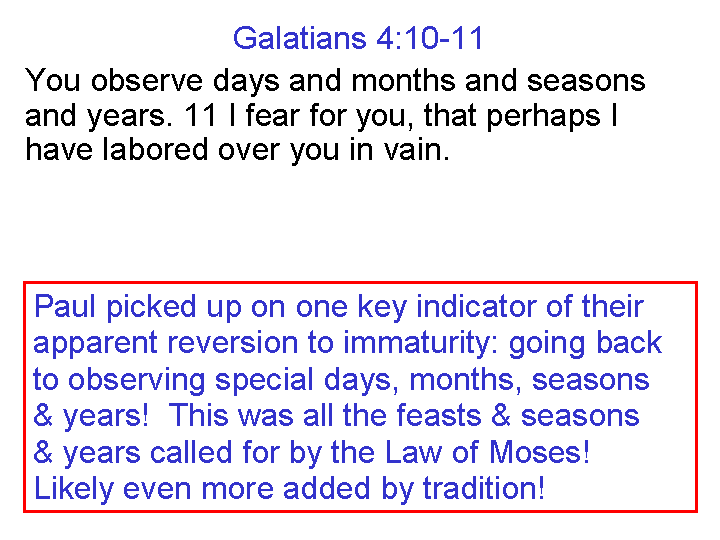 Galatians 4:10-11
You observe days and months and seasons
and years. 11 I fear for you, that perhaps I
have labored over you in vain.
Paul picked up on one key indicator of their
apparent reversion to immaturity: going back
to observing special days, months, seasons
& years!  This was all the feasts & seasons
& years called for by the Law of Moses!
Likely even more added by tradition!